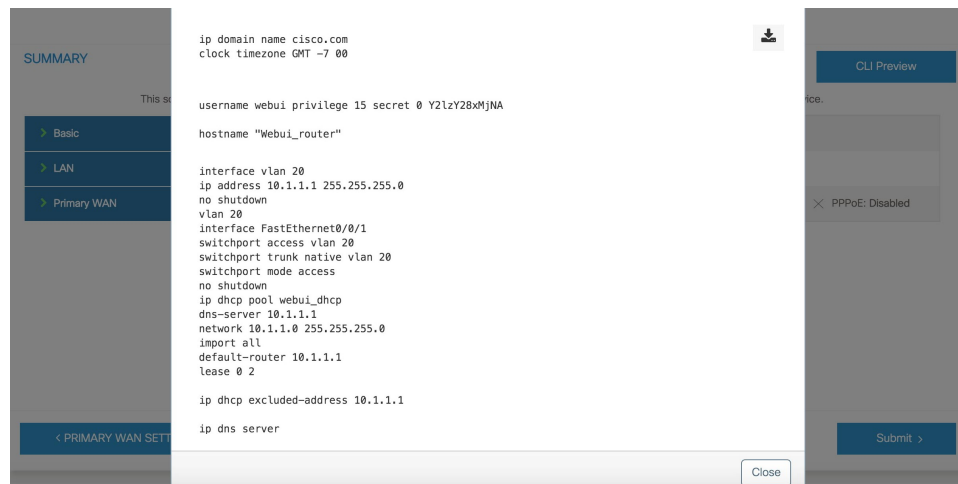 SUMMARY
CLI Preview
This
vice.
Basic
LAN
Primary WAN
PPPoE: Disabled
ip domain name cisco.com
clock timezone GMT -7 00
username webui privilege 15 secret 0 Y2lzY28xMjNA
hostname "Webui_router"
interface vlan 20
ip address 10.1.1.1 255.255.255.0
no shutdown
vlan 20
interface FastEthernet0/0/1
switchport access vlan 20
switchport trunk native vlan 20
switchport mode access
no shutdown
ip dhcp pool webui_dhcp
dns-server 10.1.1.1
network 10.1.1.0 255.255.255.0
import all
default-router 10.1.1.1
lease 0 2
ip dhcp excluded-address 10.1.1.1
ip dns server
< PRIMARY WAN SETT
Submit >
Close